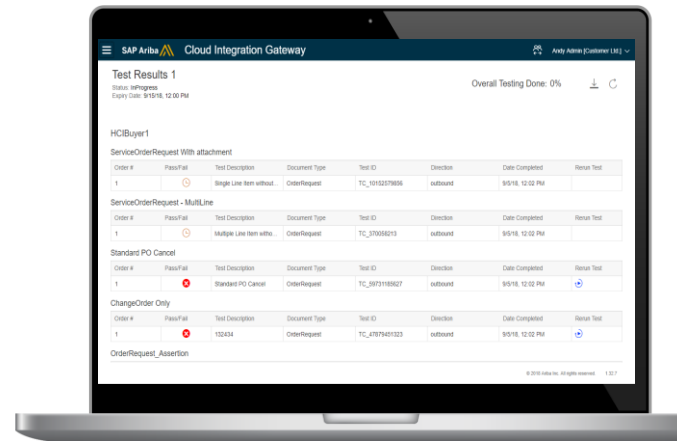 SAP Ariba Cloud Integration Gateway Andy Admin [Customer Ltd.]
Test Results 1
Overall Testing Done: 0%
Status: InProgress
Expiry Date: 9/15/18, 12:00 PM
HCIBuyer1
ServiceOrderRequest With attachment
Order # Pass/Fail Test Description Document Type Test ID Direction Date Completed Rerun Test
1 Single Line Item without... OrderRequest TC_10152579856 outbound 9/5/18, 12:02 PM
ServiceOrderRequest - MultiLine
Order # Pass/Fail Test Description Document Type Test ID Direction Date Completed Rerun Test
1 Multiple Line Item witho... OrderRequest TC_370058213 outbound 9/5/18, 12:02 PM
Standard PO Cancel
Order # Pass/Fail Test Description Document Type Test ID Direction Date Completed Rerun Test
1 Standard PO Cancel OrderRequest TC_59731185627 outbound 9/5/18, 12:02 PM
ChangeOrder Only
Order # Pass/Fail Test Description Document Type Test ID Direction Date Completed Rerun Test
1 132434 OrderRequest TC_47879451323 outbound 9/5/18, 12:02 PM
OrderRequest_Assertion
© 2018 Ariba Inc. All rights reserved. 1.32.7